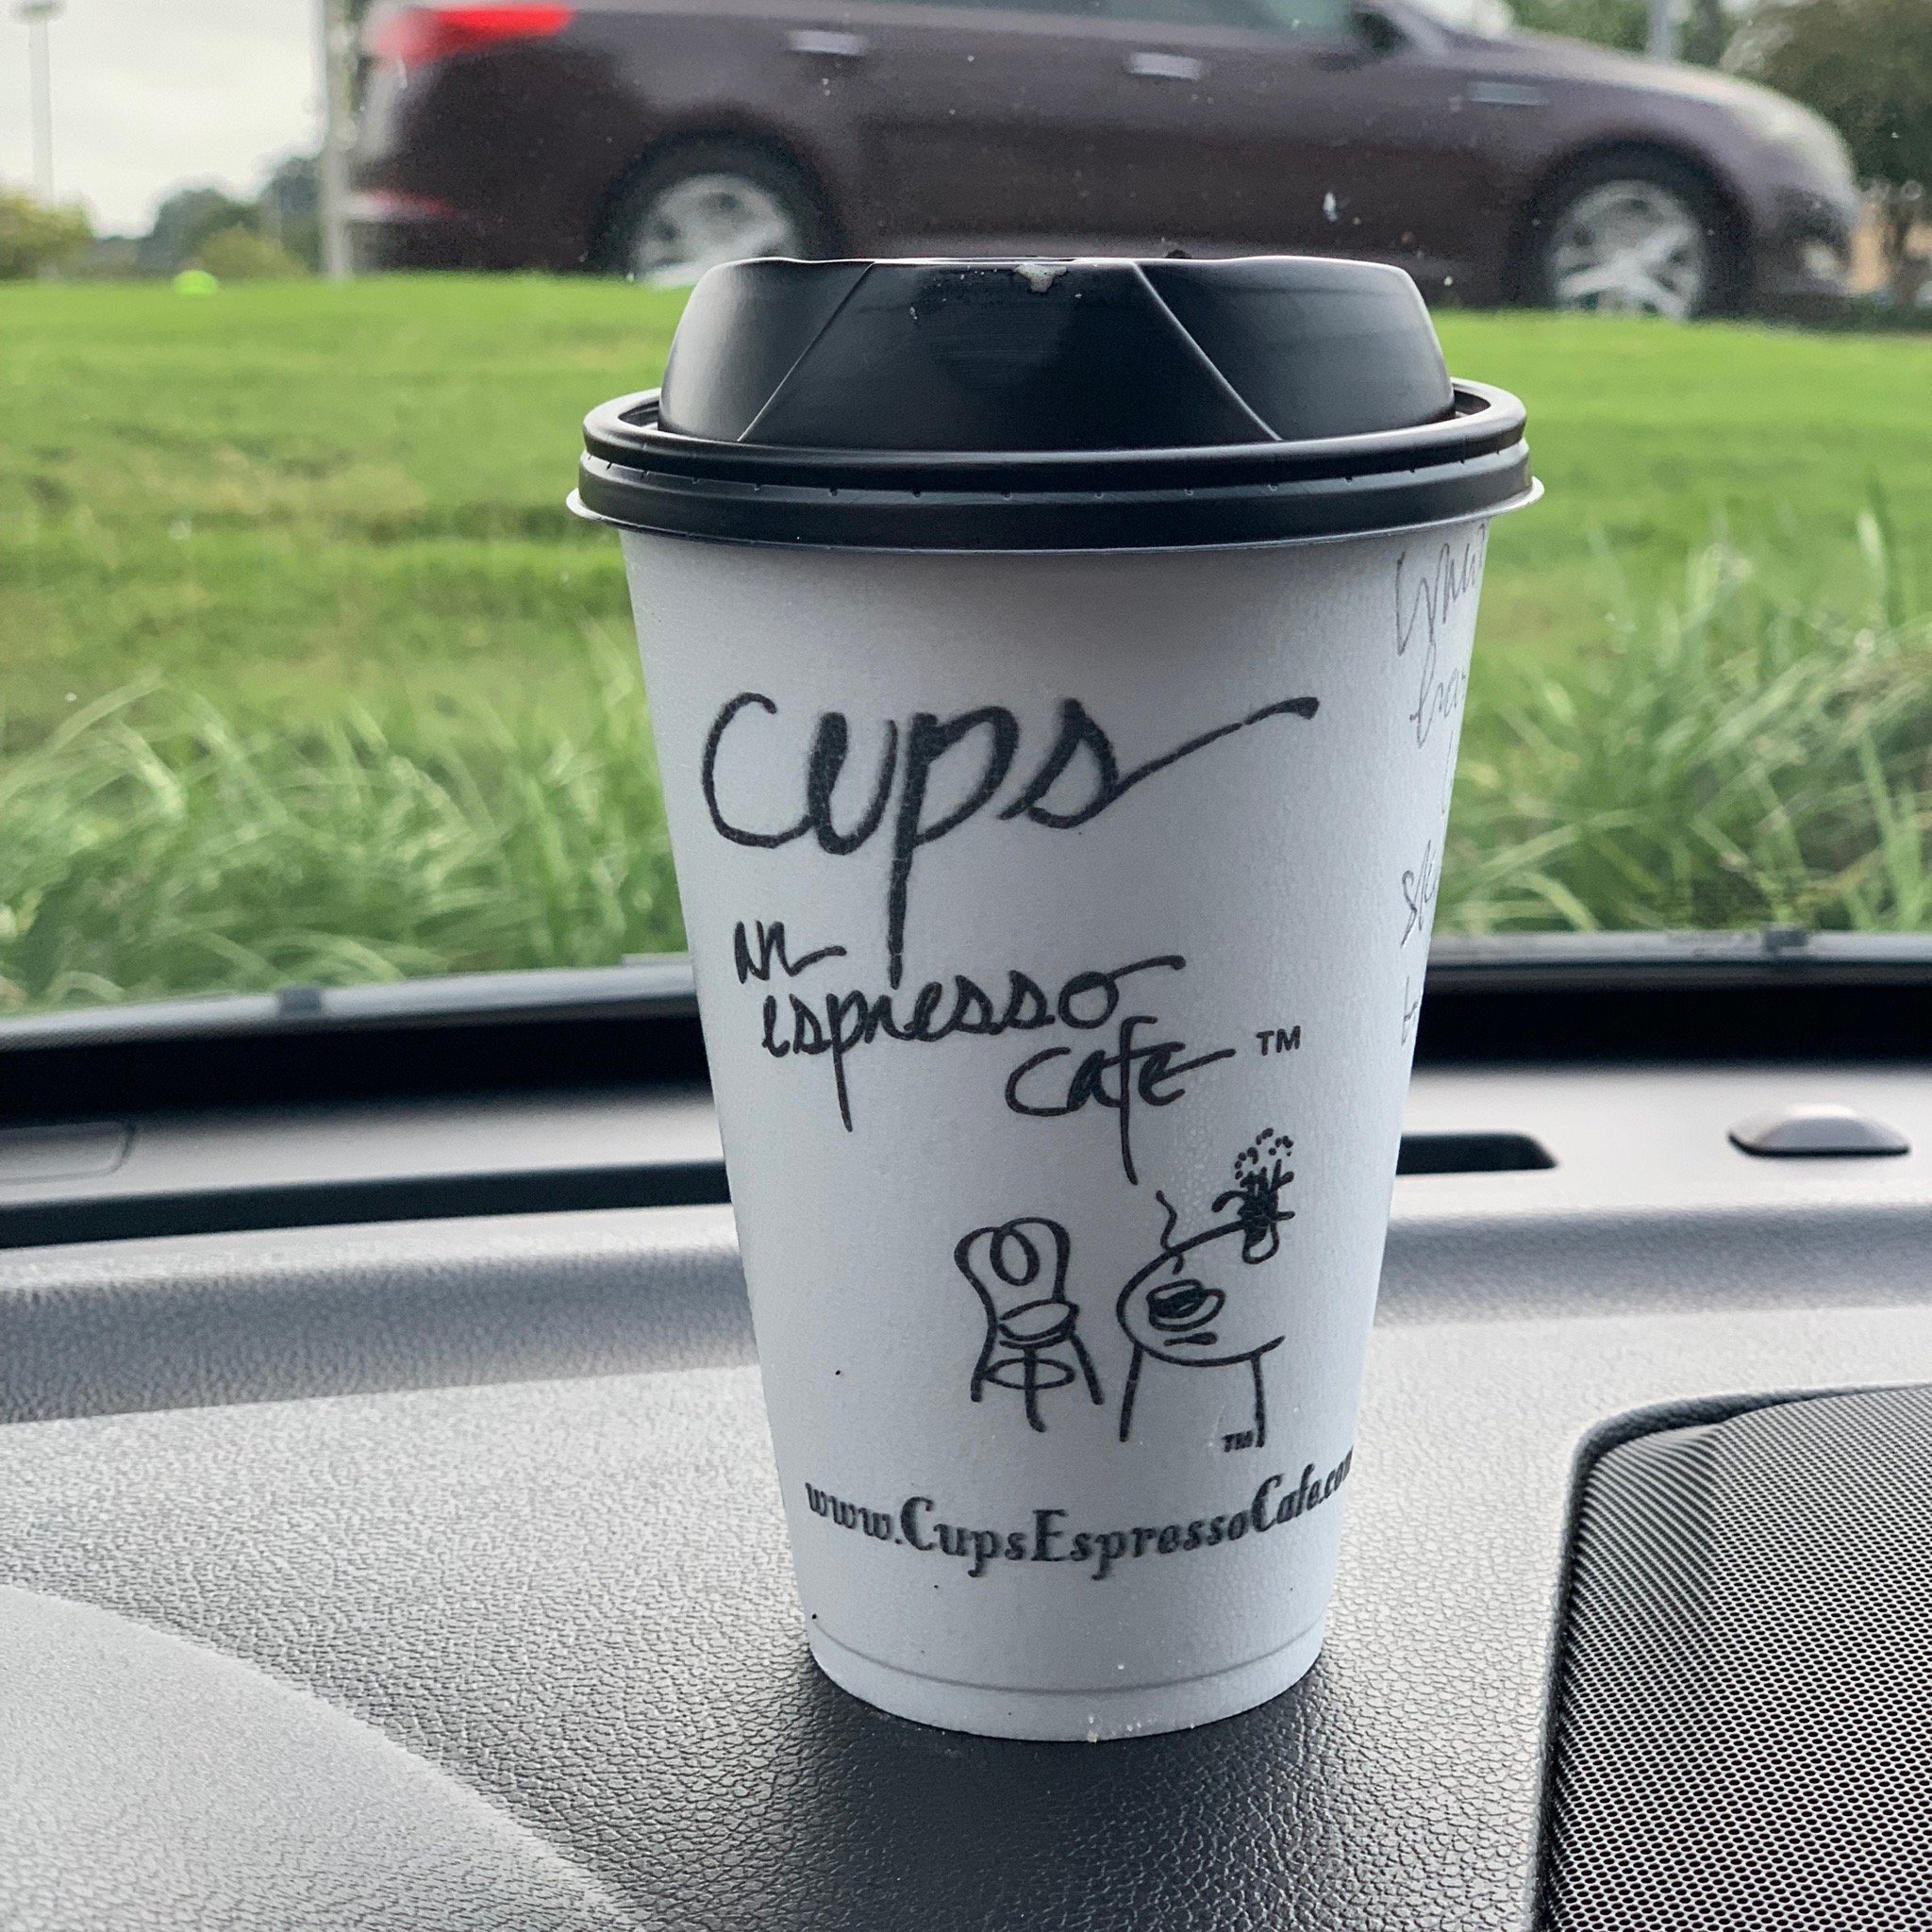 cups
an
espresso
cafe ™
™
www.CupsEspressoCafe.com